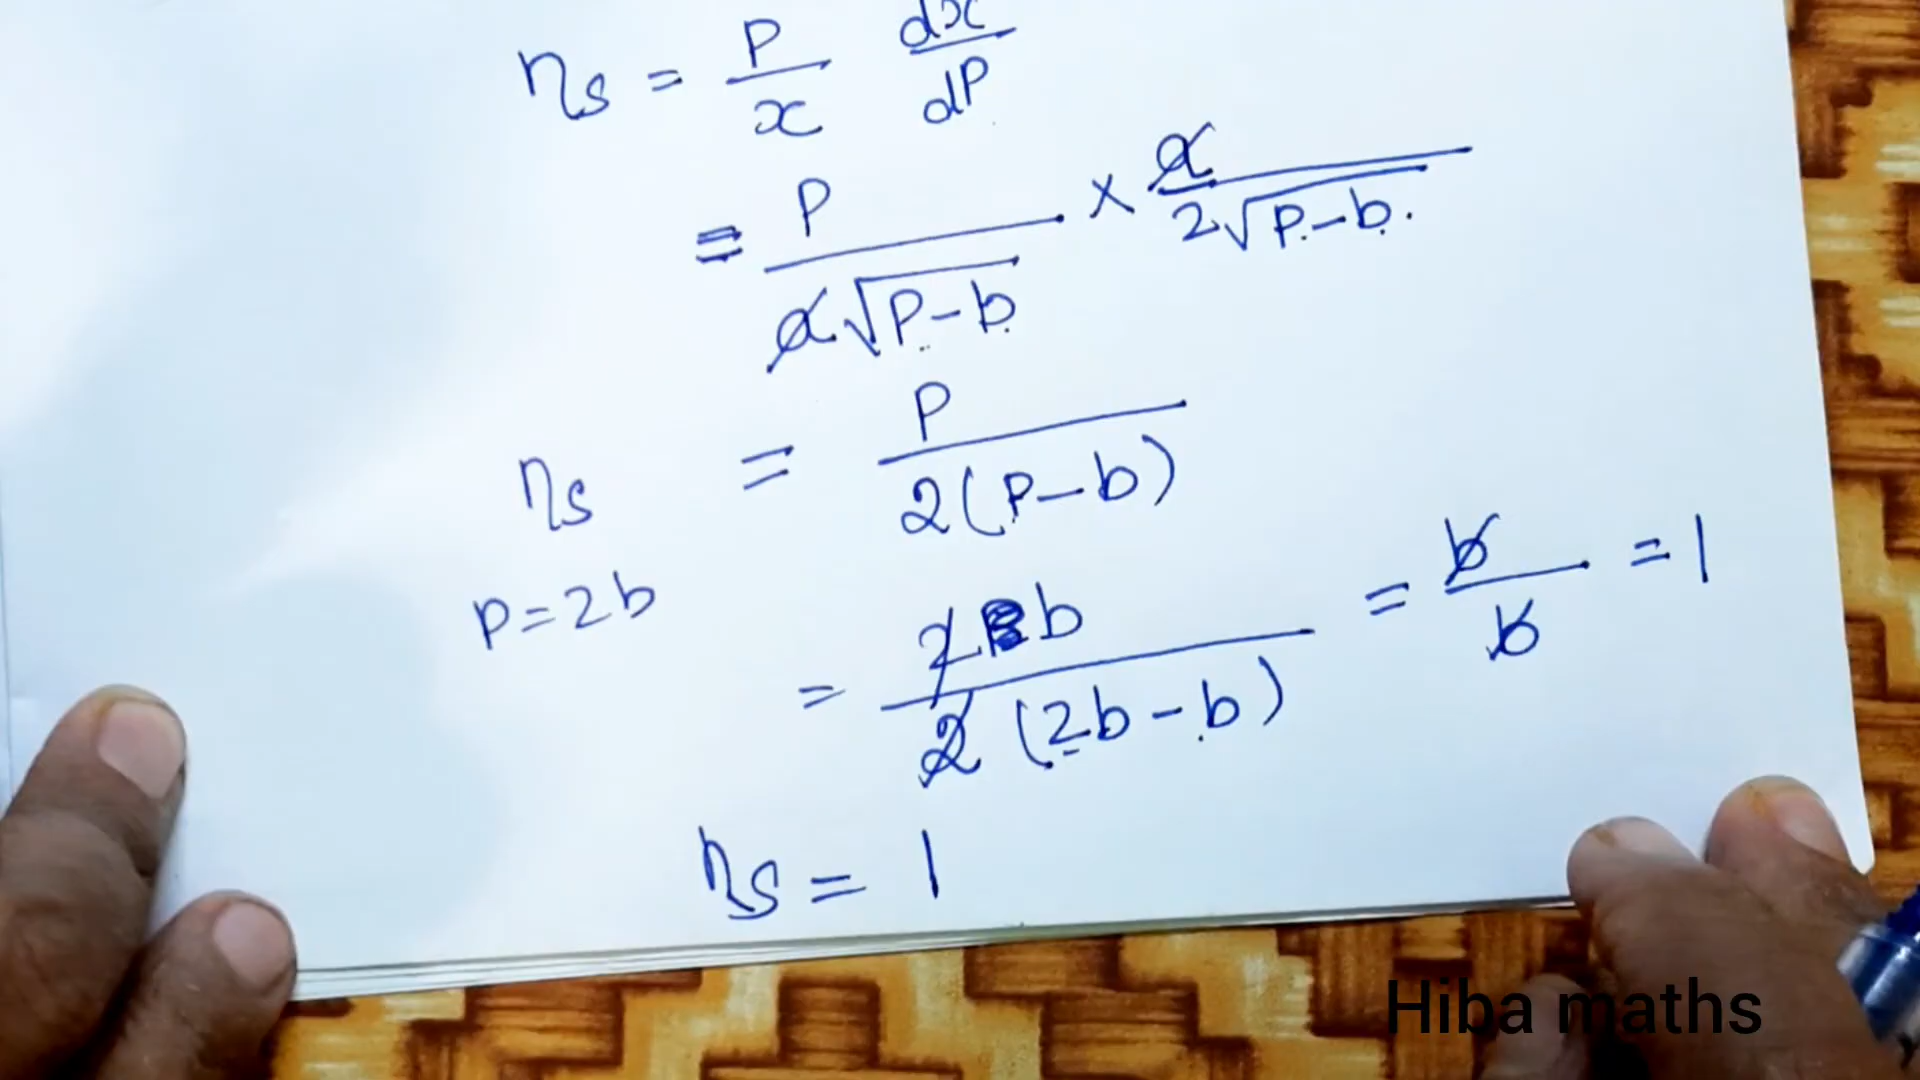 ηs = P/x dx/dP
= P/(a√(P-b)) × a/(2√(P-b))
ηs = P/(2(P-b))
P=2b
= 2b/(2(2b-b)) = b/b = 1
ηs = 1
Hiba maths